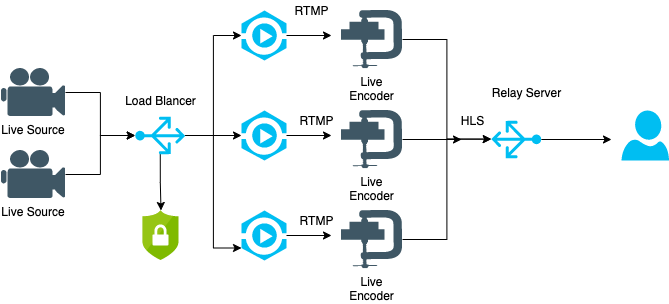 RTMP
Live
Encoder
Live Source
Load Blancer
RTMP
Live
Encoder
HLS
Relay Server
Live Source
RTMP
Live
Encoder